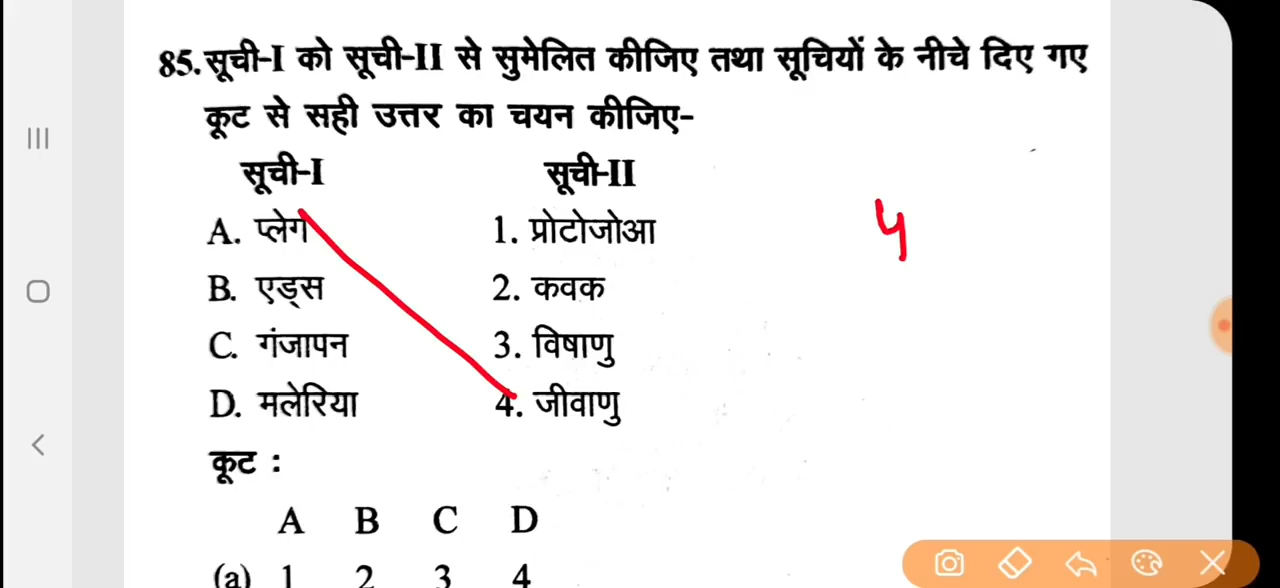 85. सूची-I को सूची-II से सुमेलित कीजिए तथा सूचियों के नीचे दिए गए
कूट से सही उत्तर का चयन कीजिए-
सूची-I सूची-II
A. प्लेग 1. प्रोटोजोआ
4
B. एड्स 2. कवक
C. गंजापन 3. विषाणु
D. मलेरिया 4. जीवाणु
कूट :
A B C D
(a) 1 2 3 4